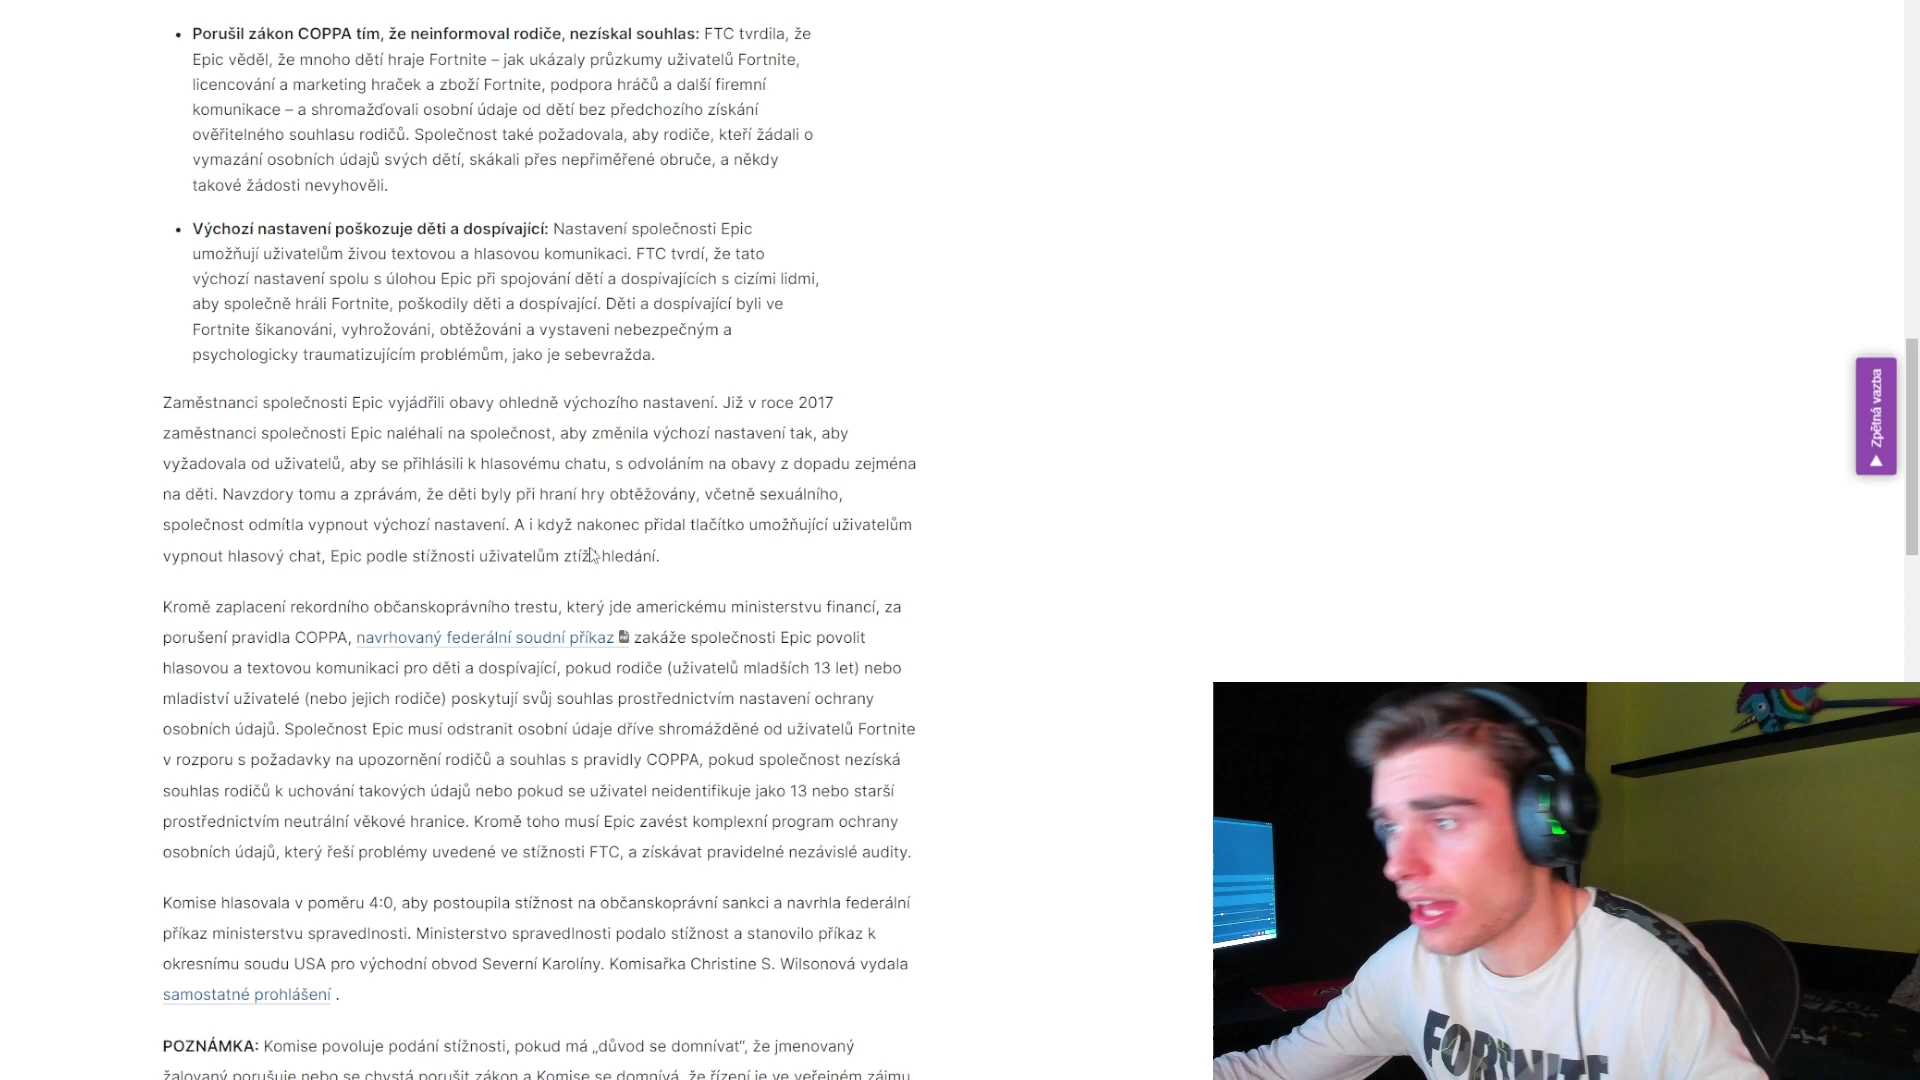 Porušil zákon COPPA tím, že neinformoval rodiče, nezískal souhlas: FTC tvrdila, že
Epic věděl, že mnoho dětí hraje Fortnite – jak ukázaly průzkumy uživatelů Fortnite,
licencování a marketing hraček a zboží Fortnite, podpora hráčů a další firemní
komunikace – a shromažďovali osobní údaje od dětí bez předchozího získání
ověřitelného souhlasu rodičů. Společnost také požadovala, aby rodiče, kteří žádali o
vymazání osobních údajů svých dětí, skákali přes nepřiměřené obruče, a někdy
takové žádosti nevyhověli.
Výchozí nastavení poškozuje děti a dospívající: Nastavení společnosti Epic
umožňují uživatelům živou textovou a hlasovou komunikaci. FTC tvrdí, že tato
výchozí nastavení spolu s úlohou Epic při spojování dětí a dospívajících s cizími lidmi,
aby společně hráli Fortnite, poškodily děti a dospívající. Děti a dospívající byli ve
Fortnite šikanováni, vyhrožováni, obtěžováni a vystaveni nebezpečným a
psychologicky traumatizujícím problémům, jako je sebevražda.
Zaměstnanci společnosti Epic vyjádřili obavy ohledně výchozího nastavení. Již v roce 2017
zaměstnanci společnosti Epic naléhali na společnost, aby změnila výchozí nastavení tak, aby
vyžadovala od uživatelů, aby se přihlásili k hlasovému chatu, s odvoláním na obavy z dopadu zejména
na děti. Navzdory tomu a zprávám, že děti byly při hraní hry obtěžovány, včetně sexuálního,
společnost odmítla vypnout výchozí nastavení. A i když nakonec přidal tlačítko umožňující uživatelům
vypnout hlasový chat, Epic podle stížnosti uživatelům hledání.
Kromě zaplacení rekordního občanskoprávního trestu, který jde americkému ministerstvu financí, za
porušení pravidla COPPA, navrhovaný federální soudní příkaz zakáže společnosti Epic povolit
hlasovou a textovou komunikaci pro děti a dospívající, pokud rodiče (uživatelů mladších 13 let) nebo
mladiství uživatelé (nebo jejich rodiče) poskytují svůj souhlas prostřednictvím nastavení ochrany
osobních údajů. Společnost Epic musí odstranit osobní údaje dříve shromážděné od uživatelů Fortnite
v rozporu s požadavky na upozornění rodičů a souhlas s pravidly COPPA, pokud společnost nezíská
souhlas rodičů k uchování takových údajů nebo pokud se uživatel neidentifikuje jako 13 nebo starší
prostřednictvím neutrální věkové hranice. Kromě toho musí Epic zavést komplexní program ochrany
osobních údajů, který řeší problémy uvedené ve stížnosti FTC, a získávat pravidelné nezávislé audity.
Komise hlasovala v poměru 4:0, aby postoupila stížnost na občanskoprávní sankci a navrhla federální
příkaz ministerstvu spravedlnosti. Ministerstvo spravedlnosti podalo stížnost a stanovilo příkaz k
okresnímu soudu USA pro východní obvod Severní Karolíny. Komisařka Christine S. Wilsonová vydala
samostatné prohlášení .
POZNÁMKA: Komise povoluje podání stížnosti, pokud má „důvod se domnívat“, že jmenovaný
žalovaný porušuje nebo se chystá porušit zákon a Komise se domnívá, že řízení je ve veřejném zájmu.
Zpětná vazba
FORTNITE